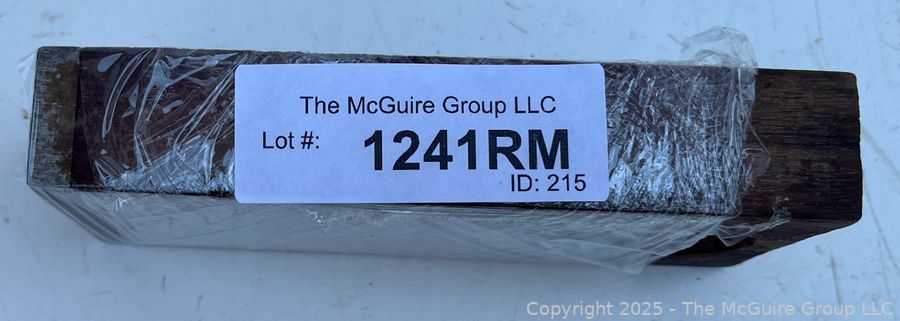 The McGuire Group LLC
Lot #: 1241RM
ID: 215
Copyright 2025 - The McGuire Group LLC